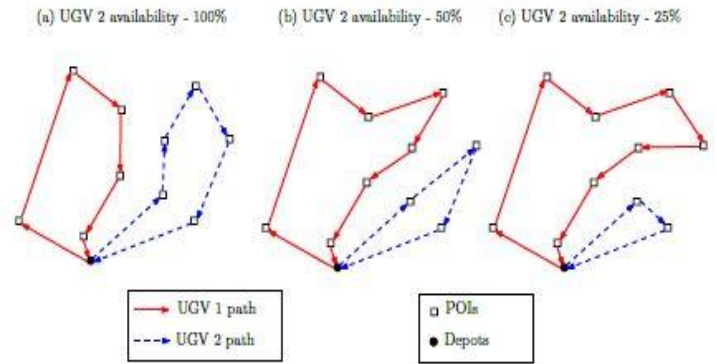 (a) UGV 2 availability - 100%
(b) UGV 2 availability - 50%
(c) UGV 2 availability - 25%
UGV 1 path
UGV 2 path
POIs
Depots